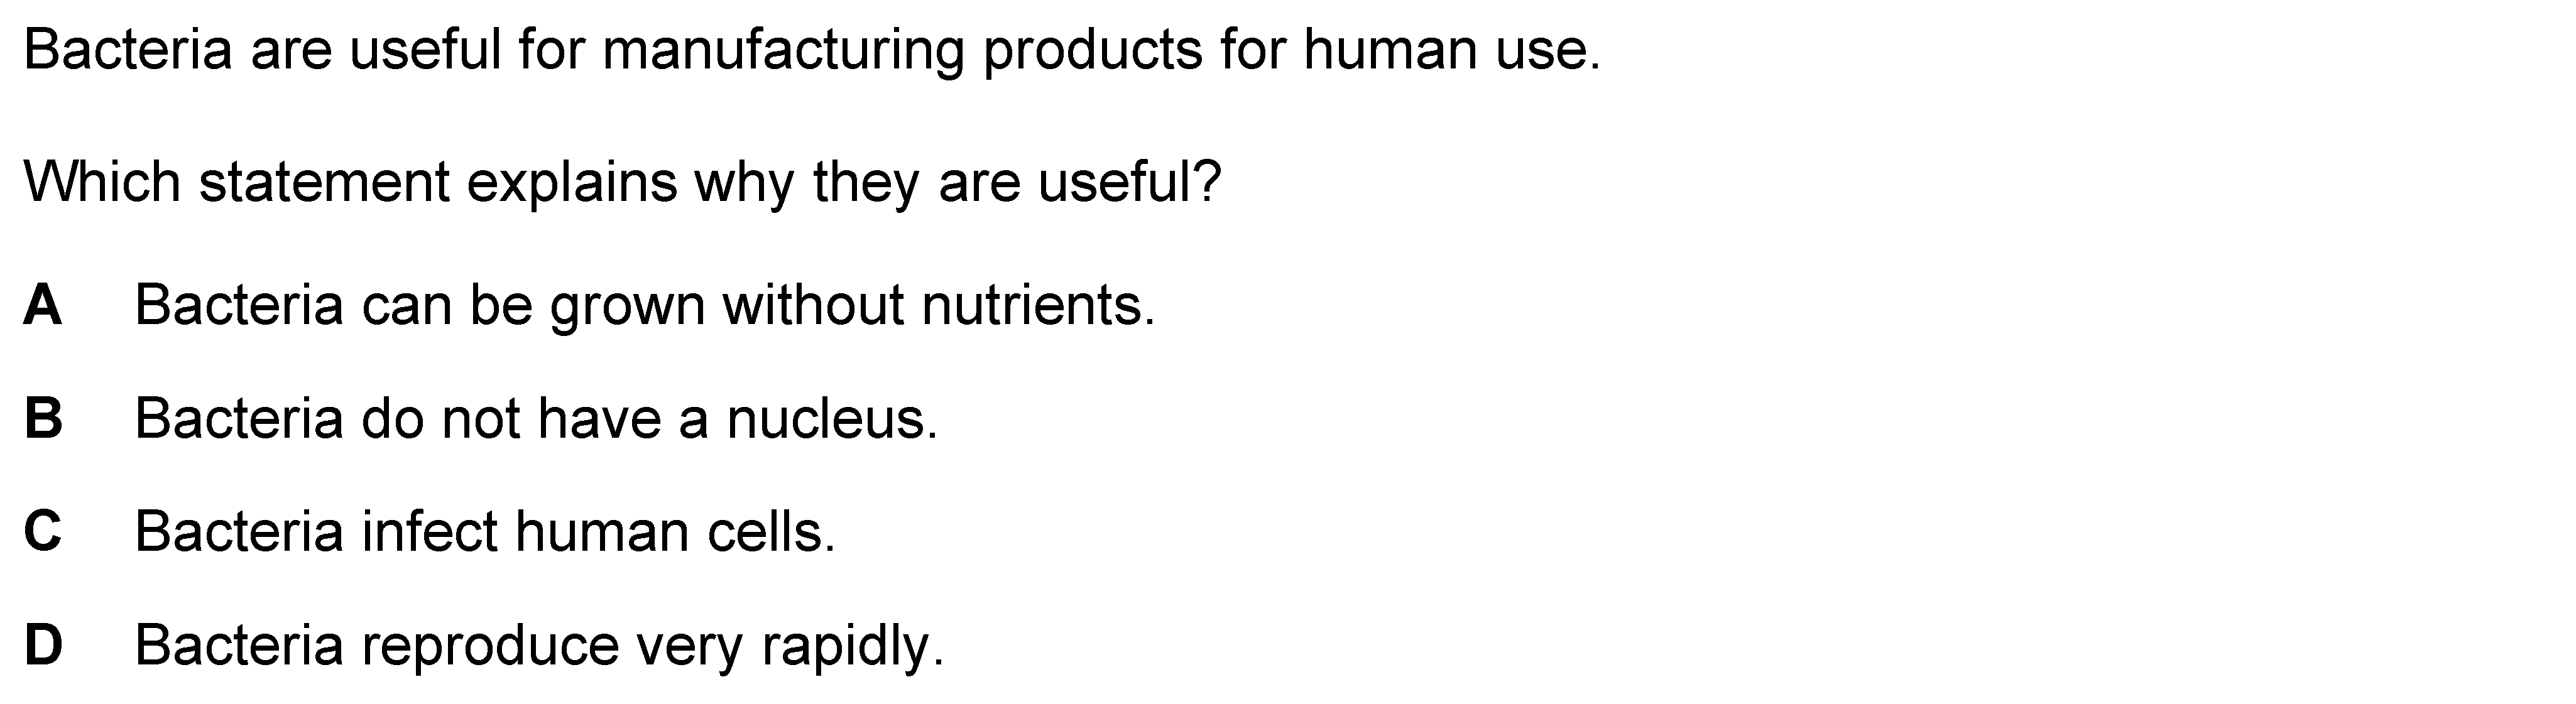 Bacteria are useful for manufacturing products for human use.
Which statement explains why they are useful?
A Bacteria can be grown without nutrients.
B Bacteria do not have a nucleus.
C Bacteria infect human cells.
D Bacteria reproduce very rapidly.